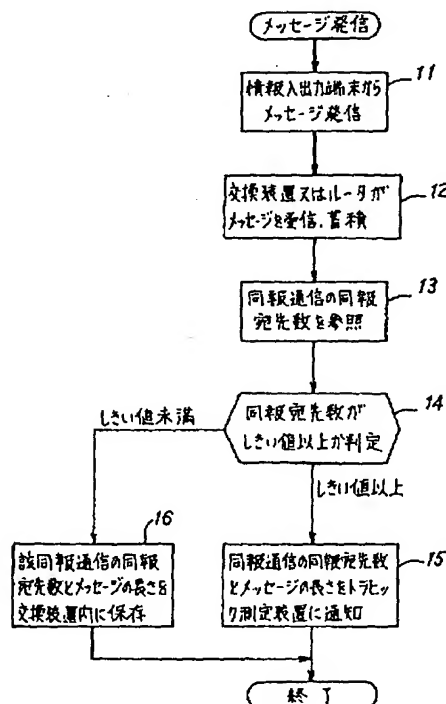 メッセージ発信
11
情報入出力端末から
メッセージ発信
12
交換装置又はルータが
メッセージを受信、蓄積
13
同報通信の同報
宛先数を参照
14
同報宛先数が
しきい値以上か判定
しきい値未満
しきい値以上
16
該同報通信の同報
宛先数とメッセージの長さを
交換装置内に保存
15
同報通信の同報宛先数
とメッセージの長さをトラヒッ
ク測定装置に通知
終了